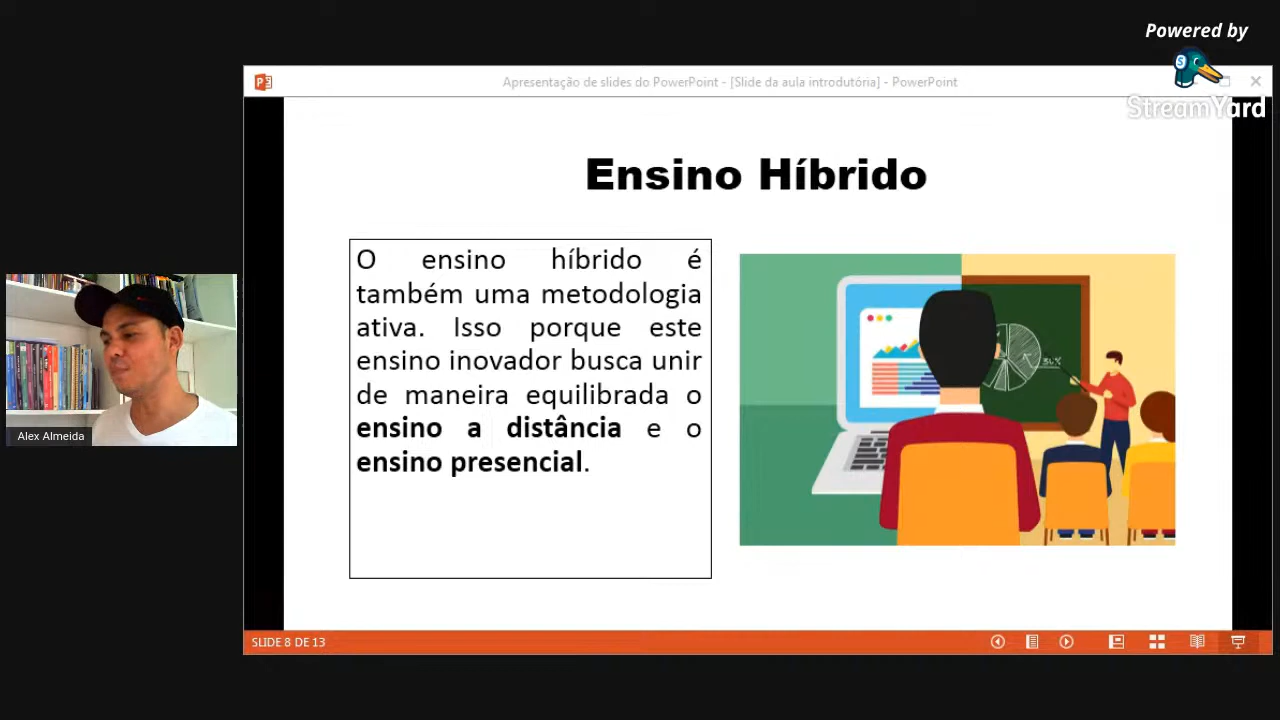 Powered by
StreamYard
Apresentação de slides do PowerPoint - [Slide da aula introdutória] - PowerPoint
Ensino Híbrido
O ensino híbrido é
também uma metodologia
ativa. Isso porque este
ensino inovador busca unir
de maneira equilibrada o
ensino a distância e o
ensino presencial.
Alex Almeida
SLIDE 8 DE 13